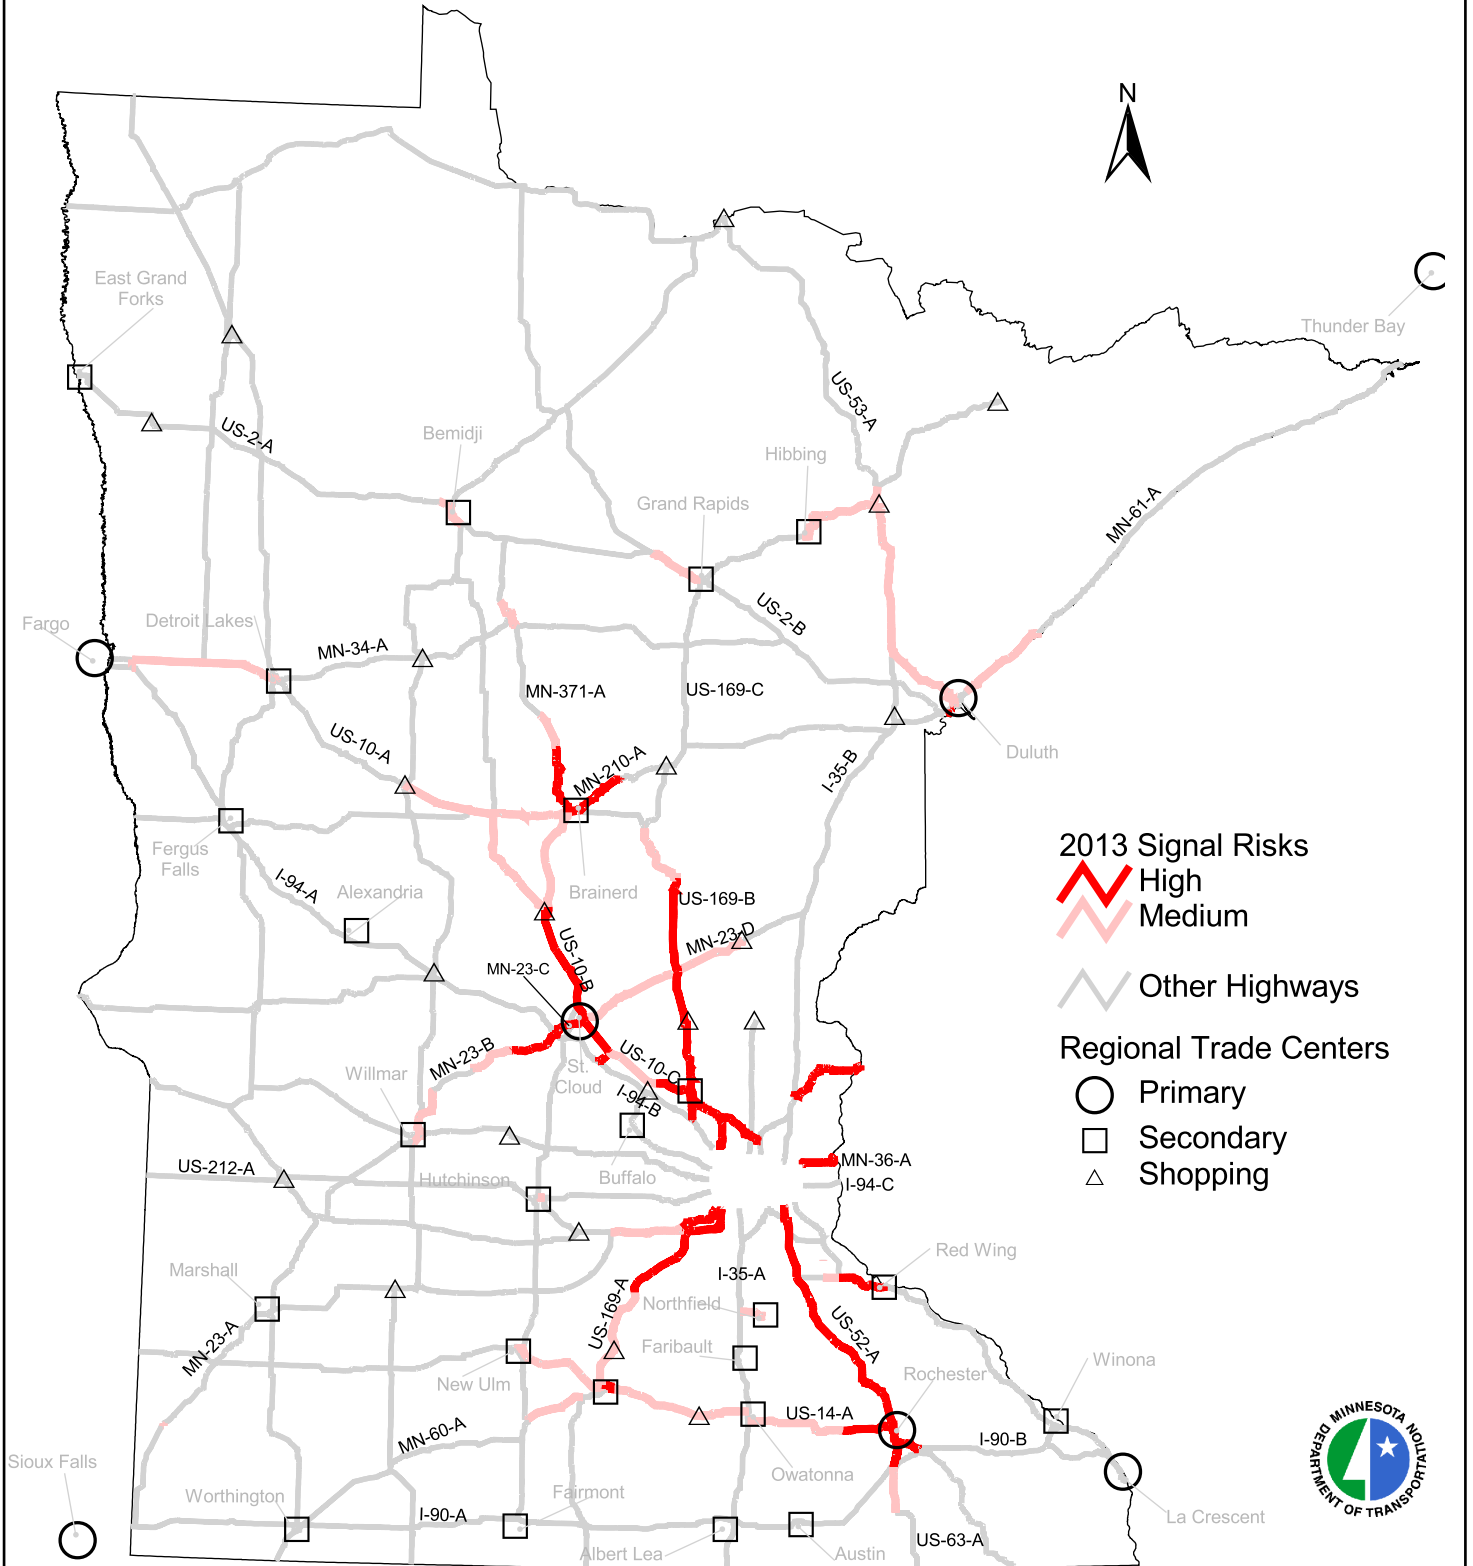 N
East Grand
Forks
Thunder Bay
US-53-A
US-2-A
Bemidji
Hibbing
Grand Rapids
MN-61-A
US-2-B
Fargo
Detroit Lakes
MN-34-A
MN-371-A
US-169-C
US-10-A
Duluth
MN-210-A
I-35-B
Fergus
Falls
I-94-A
Alexandria
Brainerd
US-169-B
2013 Signal Risks
High
Medium
Other Highways
Regional Trade Centers
Primary
Secondary
Shopping
US-10-B
MN-23-D
MN-23-C
MN-23-B
US-10-C
St.
Cloud
I-94-B
Willmar
US-212-A
Hutchinson
Buffalo
MN-36-A
I-94-C
Red Wing
Marshall
I-35-A
US-169-A
Northfield
US-52-A
MN-23-A
Faribault
New Ulm
Rochester
Winona
US-14-A
MN-60-A
I-90-B
Sioux Falls
Owatonna
Worthington
Fairmont
I-90-A
La Crescent
Albert Lea
Austin
US-63-A
MINNESOTA
DEPARTMENT OF TRANSPORTATION